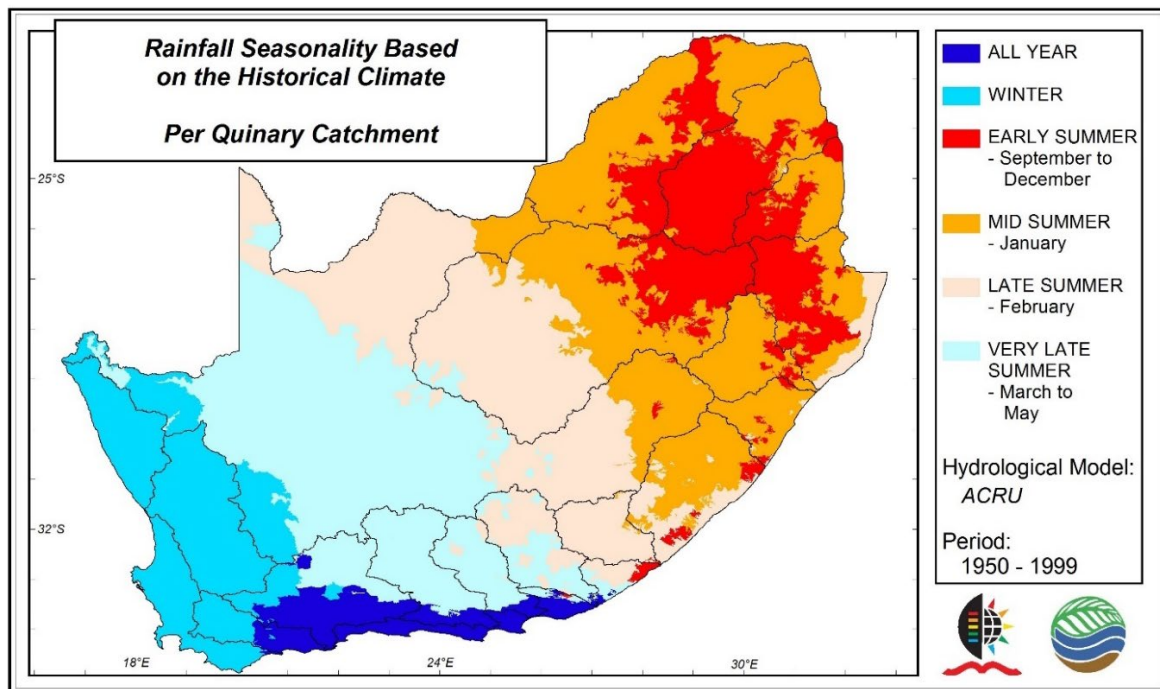 Rainfall Seasonality Based
on the Historical Climate
Per Quinary Catchment
25°S
32°S
18°E
24°E
30°E
ALL YEAR
WINTER
EARLY SUMMER
- September to
December
MID SUMMER
- January
LATE SUMMER
- February
VERY LATE
SUMMER
- March to
May
Hydrological Model:
ACRU
Period:
1950 - 1999